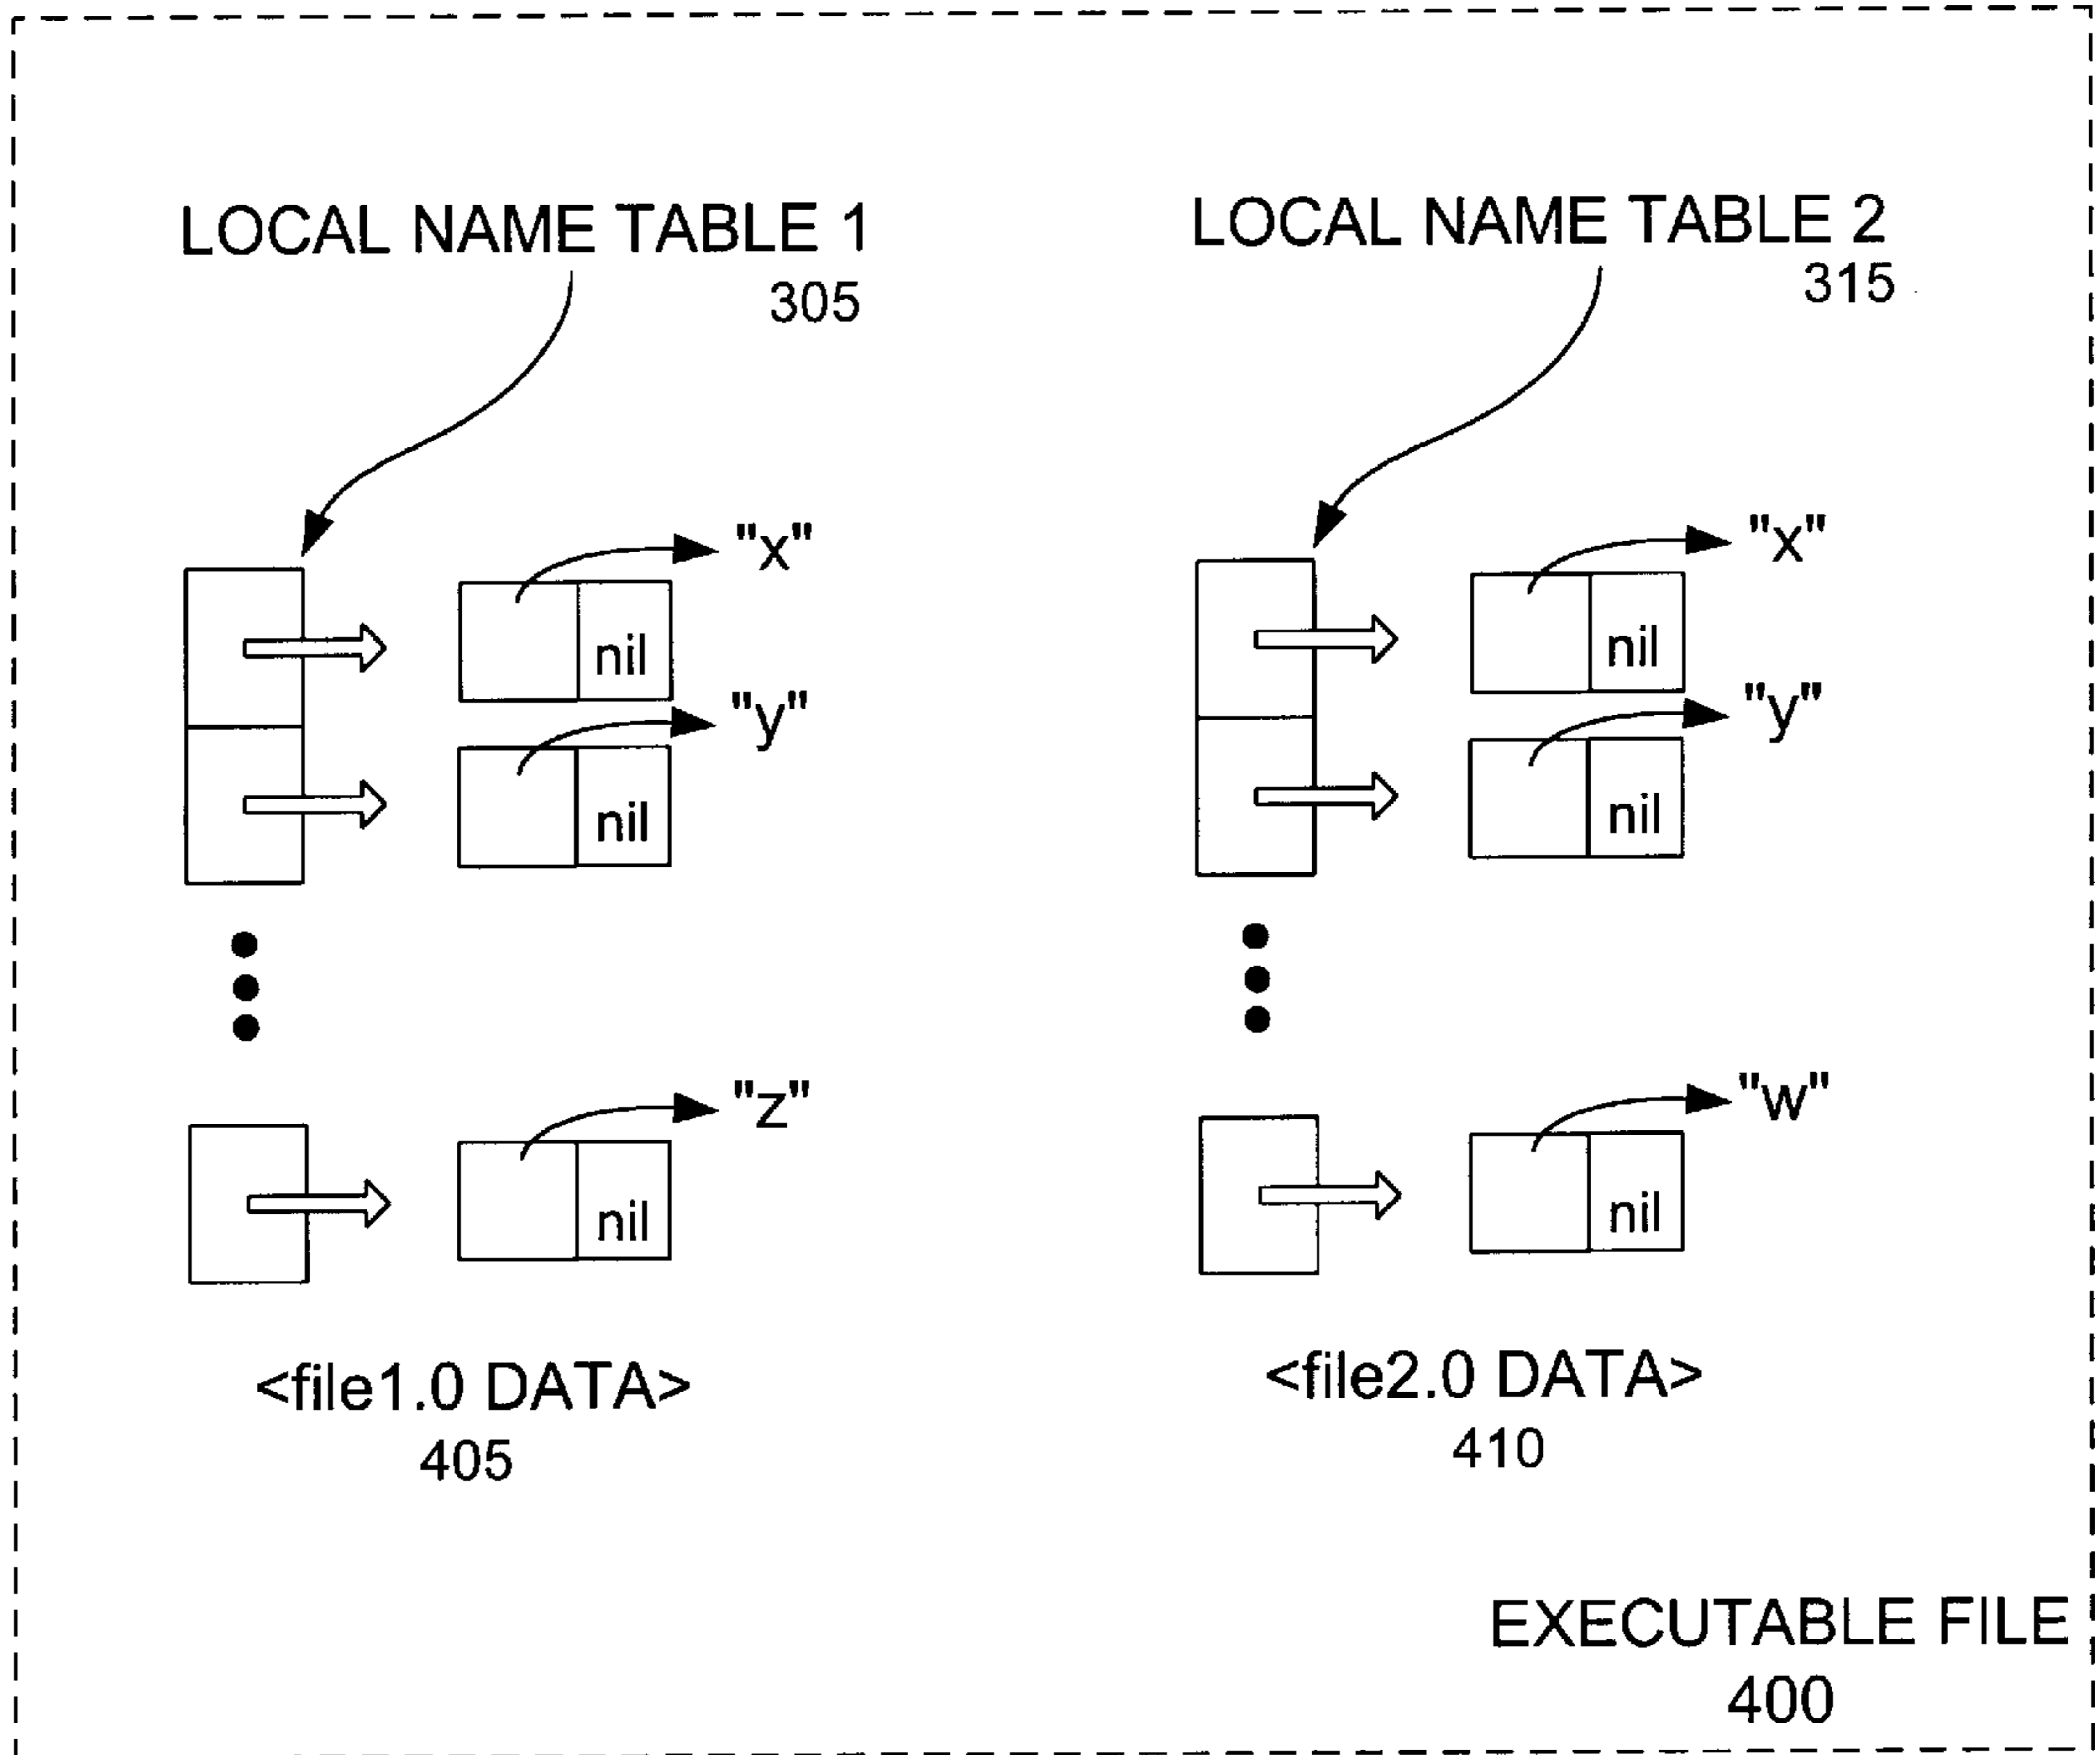 LOCAL NAME TABLE 1
305
LOCAL NAME TABLE 2
315
"x"
nil
"y"
nil
"z"
nil
<file1.0 DATA>
405
"x"
nil
"y"
nil
"w"
nil
<file2.0 DATA>
410
EXECUTABLE FILE
400